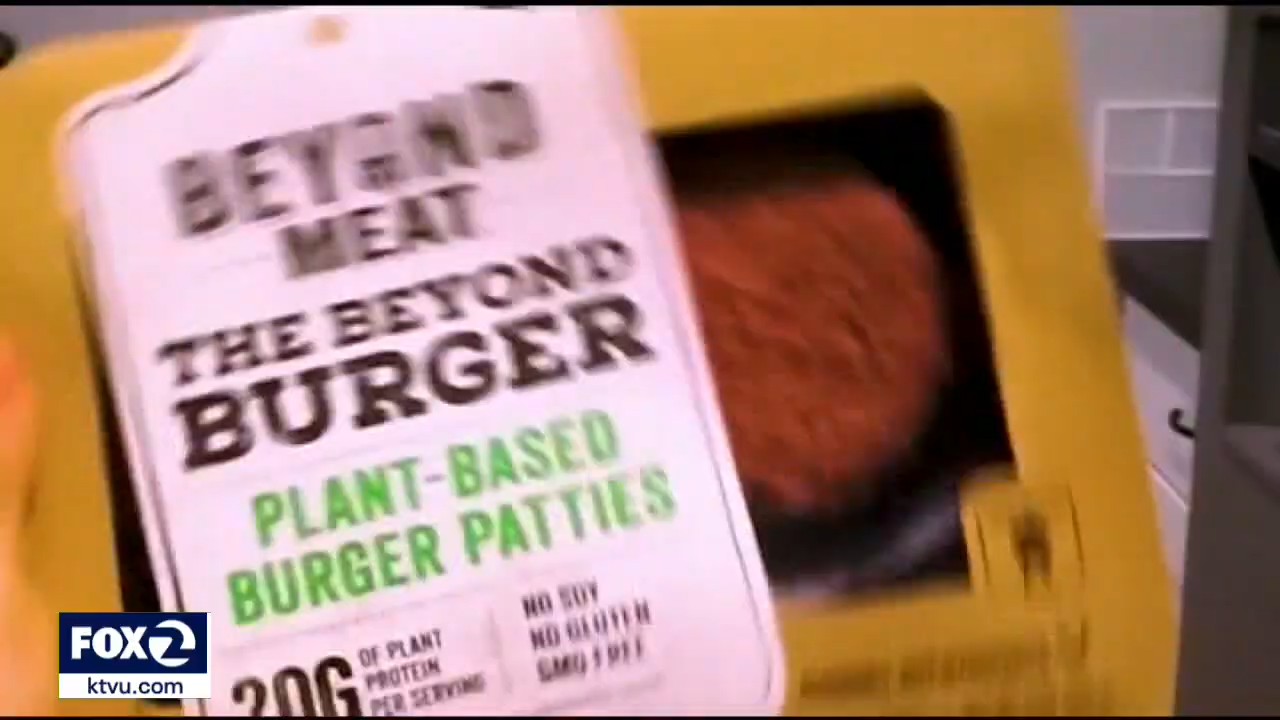 BEYOND
MEAT
THE BEYOND
BURGER
PLANT-BASED
BURGER PATTIES
20G
OF PLANT
PROTEIN
PER SERVING
NO SOY
NO GLUTEN
GMO FREE
FOX 2
ktvu.com